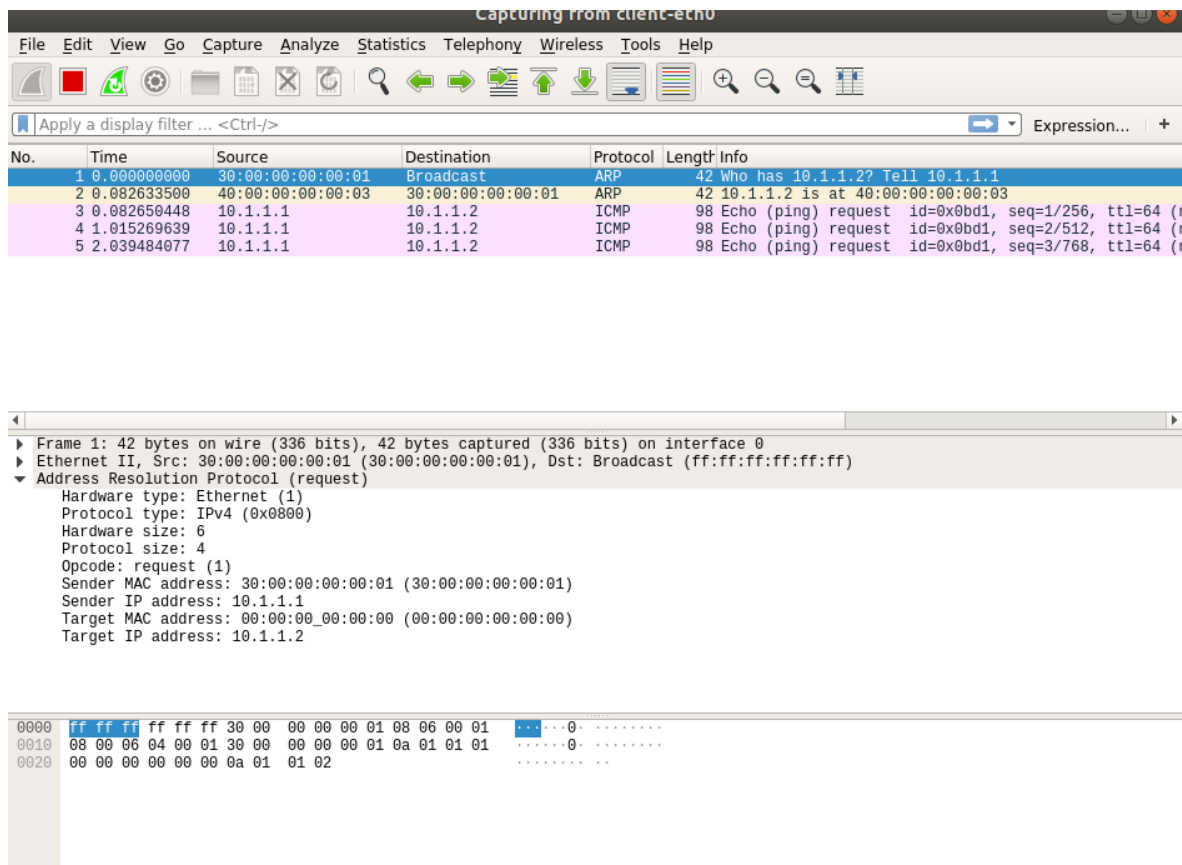 Capturing from client-eth0
File Edit View Go Capture Analyze Statistics Telephony Wireless Tools Help
Apply a display filter ... <Ctrl-/> Expression... +
No. Time Source Destination Protocol Length Info
1 0.000000000 30:00:00:00:00:01 Broadcast ARP 42 Who has 10.1.1.2? Tell 10.1.1.1
2 0.082633500 40:00:00:00:00:03 30:00:00:00:00:01 ARP 42 10.1.1.2 is at 40:00:00:00:00:03
3 0.082650448 10.1.1.1 10.1.1.2 ICMP 98 Echo (ping) request id=0x0bd1, seq=1/256, ttl=64 (
4 1.015269639 10.1.1.1 10.1.1.2 ICMP 98 Echo (ping) request id=0x0bd1, seq=2/512, ttl=64 (
5 2.039484077 10.1.1.1 10.1.1.2 ICMP 98 Echo (ping) request id=0x0bd1, seq=3/768, ttl=64 (
Frame 1: 42 bytes on wire (336 bits), 42 bytes captured (336 bits) on interface 0
Ethernet II, Src: 30:00:00:00:00:01 (30:00:00:00:00:01), Dst: Broadcast (ff:ff:ff:ff:ff:ff)
Address Resolution Protocol (request)
Hardware type: Ethernet (1)
Protocol type: IPv4 (0x0800)
Hardware size: 6
Protocol size: 4
Opcode: request (1)
Sender MAC address: 30:00:00:00:00:01 (30:00:00:00:00:01)
Sender IP address: 10.1.1.1
Target MAC address: 00:00:00_00:00:00 (00:00:00:00:00:00)
Target IP address: 10.1.1.2
0000 ff ff ff ff ff ff 30 00 00 00 00 01 08 06 00 01 ······0· ········
0010 08 00 06 04 00 01 30 00 00 00 00 01 0a 01 01 01 ······0· ········
0020 00 00 00 00 00 00 0a 01 01 02 ········ ··